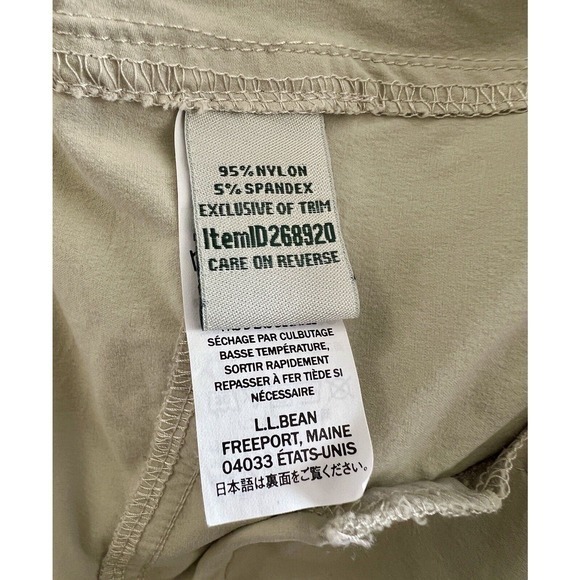 95% NYLON
5% SPANDEX
EXCLUSIVE OF TRIM
ItemID268920
CARE ON REVERSE
SÉCHAGE PAR CULBUTAGE
BASSE TEMPÉRATURE,
SORTIR RAPIDEMENT
REPASSER À FER TIÈDE SI
NÉCESSAIRE
L.L.BEAN
FREEPORT, MAINE
04033 ÉTATS-UNIS
日本語は裏面をご覧ください。